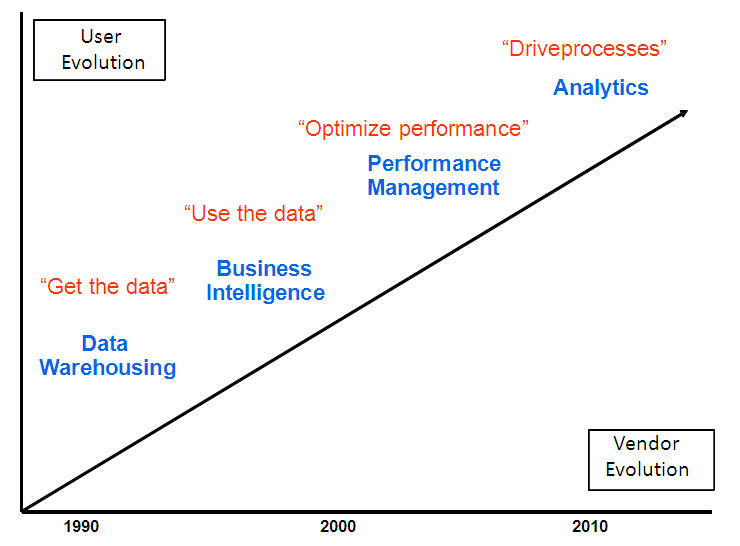 User
Evolution
“Driveprocesses”
Analytics
“Optimize performance”
Performance
Management
“Use the data”
Business
Intelligence
“Get the data”
Data
Warehousing
Vendor
Evolution
1990 2000 2010